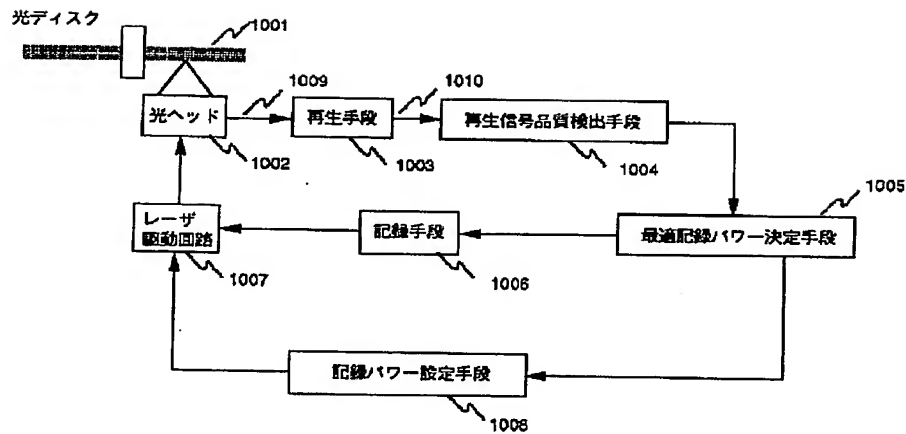 光ディスク
1001
1009
1010
光ヘッド
再生手段
再生信号品質検出手段
1002
1003
1004
1005
レーザ
駆動回路
記録手段
最適記録パワー決定手段
1007
1006
記録パワー設定手段
1008